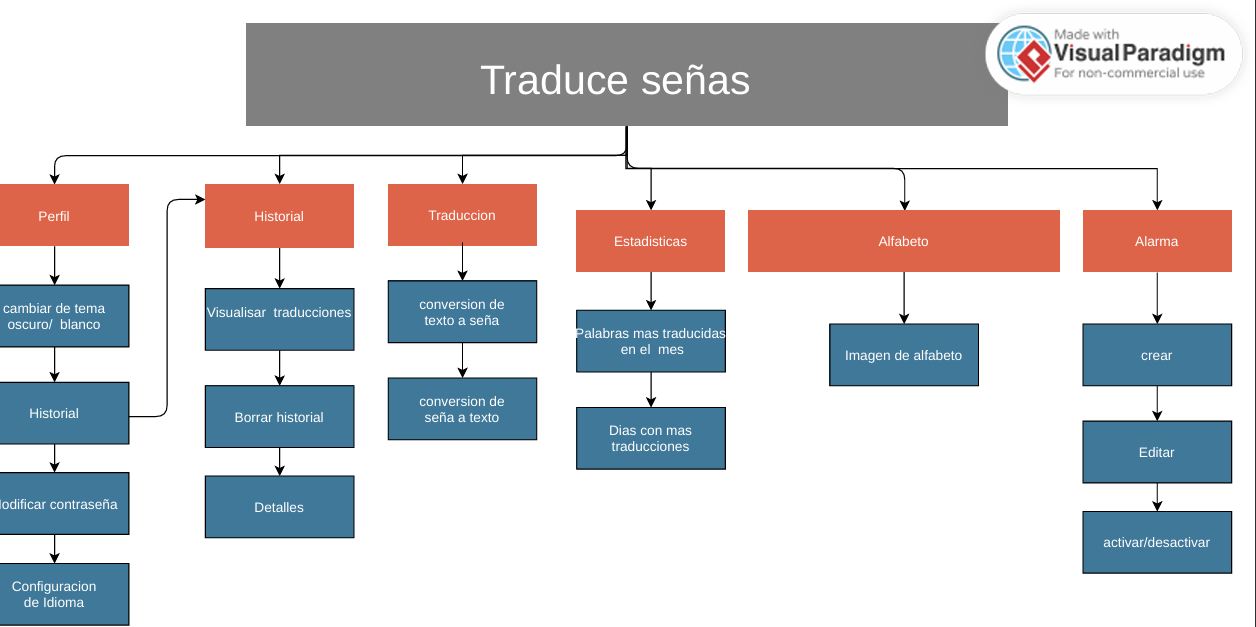 Traduce señas
Made with
Visual Paradigm
For non-commercial use
Perfil
Historial
Traduccion
Estadisticas
Alfabeto
Alarma
cambiar de tema
oscuro/ blanco
Historial
odificar contraseña
Configuracion
de Idioma
Visualisar traducciones
Borrar historial
Detalles
conversion de
texto a seña
conversion de
seña a texto
Palabras mas traducidas
en el mes
Dias con mas
traducciones
Imagen de alfabeto
crear
Editar
activar/desactivar